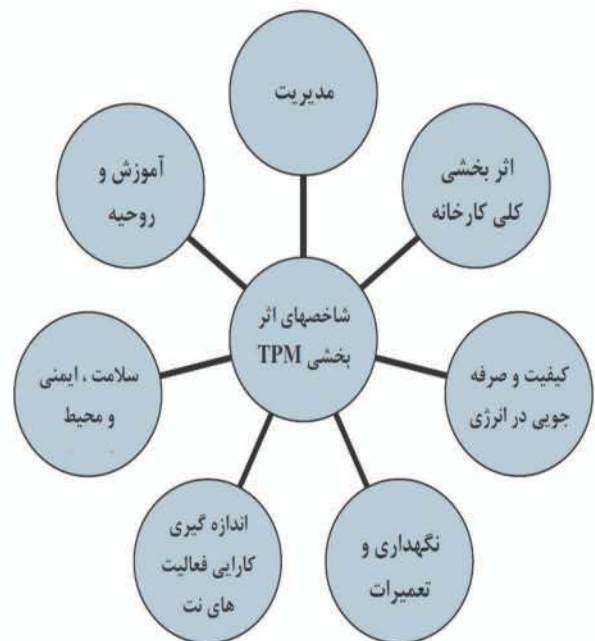 مدیریت
اثر بخشی
کلی کارخانه
کیفیت و صرفه
جویی در انرژی
نگهداری و
تعمیرات
اندازه گیری
کارایی فعالیت
های نت
سلامت ، ایمنی
و محیط
آموزش و
روحیه
شاخصهای اثر
بخشی TPM